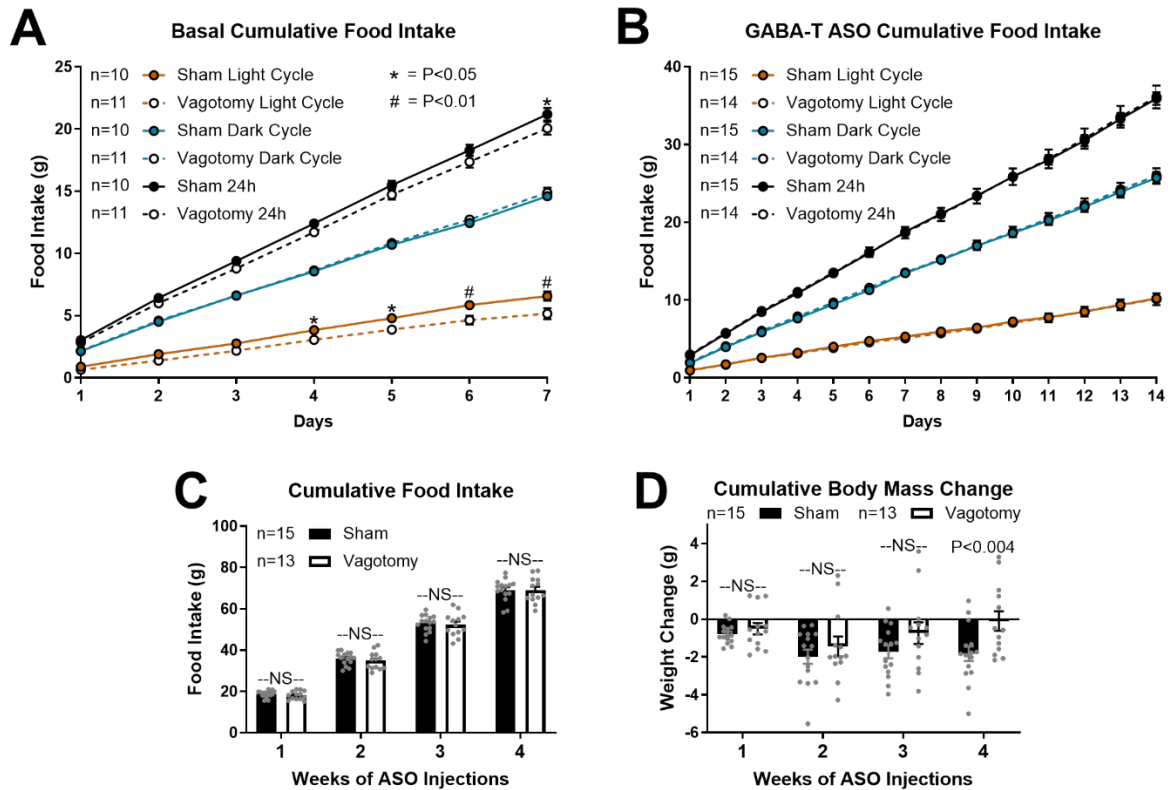 A
Basal Cumulative Food Intake
Food Intake (g)
25
20
15
10
5
0
n=10 Sham Light Cycle
n=11 Vagotomy Light Cycle
n=10 Sham Dark Cycle
n=11 Vagotomy Dark Cycle
n=10 Sham 24h
n=11 Vagotomy 24h
* = P<0.05
# = P<0.01
*
* * # #
1 2 3 4 5 6 7
Days
B
GABA-T ASO Cumulative Food Intake
Food Intake (g)
40
30
20
10
0
n=15 Sham Light Cycle
n=14 Vagotomy Light Cycle
n=15 Sham Dark Cycle
n=14 Vagotomy Dark Cycle
n=15 Sham 24h
n=14 Vagotomy 24h
1 2 3 4 5 6 7 8 9 10 11 12 13 14
Days
C
Cumulative Food Intake
Food Intake (g)
100
80
60
40
20
0
n=15 Sham
n=13 Vagotomy
--NS--
--NS--
--NS--
--NS--
1 2 3 4
Weeks of ASO Injections
D
Cumulative Body Mass Change
n=15 Sham n=13 Vagotomy
Weight Change (g)
4
2
0
-2
-4
-6
--NS--
--NS--
--NS--
P<0.004
1 2 3 4
Weeks of ASO Injections